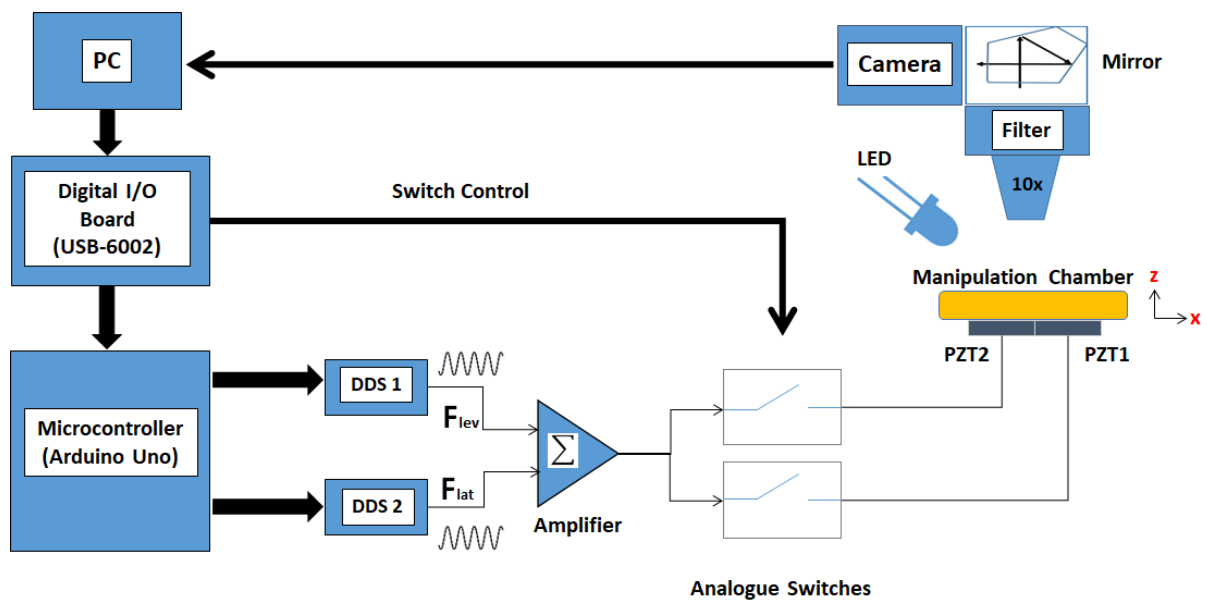 PC
Camera
Mirror
Filter
LED
10x
Digital I/O
Board
(USB-6002)
Switch Control
Manipulation Chamber
z
x
PZT2
PZT1
DDS 1
Flev
Microcontroller
(Arduino Uno)
Σ
Flat
DDS 2
Amplifier
Analogue Switches